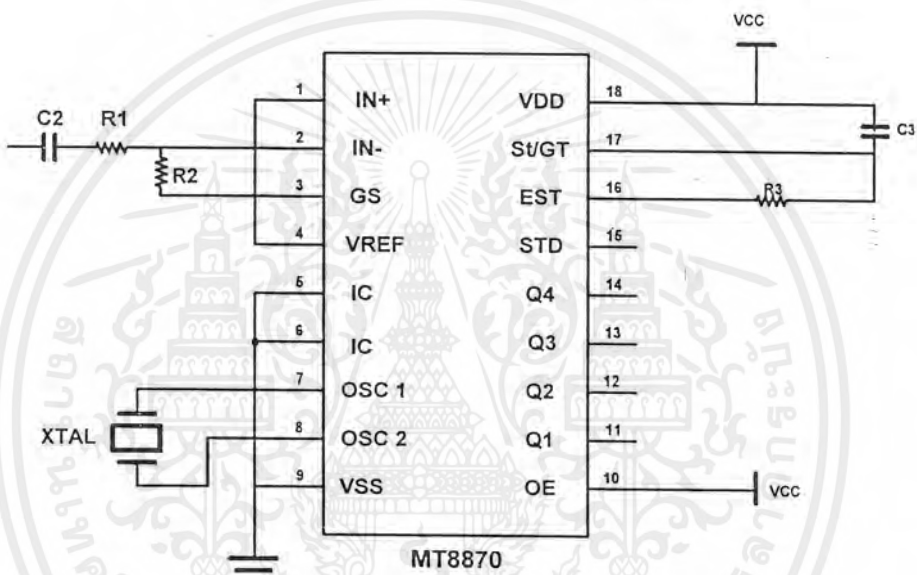 VCC
C2
R1
R2
1
IN+
2
IN-
3
GS
4
VREF
5
IC
6
IC
7
OSC 1
8
OSC 2
9
VSS
XTAL
VDD
18
St/GT
17
EST
16
STD
15
Q4
14
Q3
13
Q2
12
Q1
11
OE
10
C3
R3
VCC
MT8870